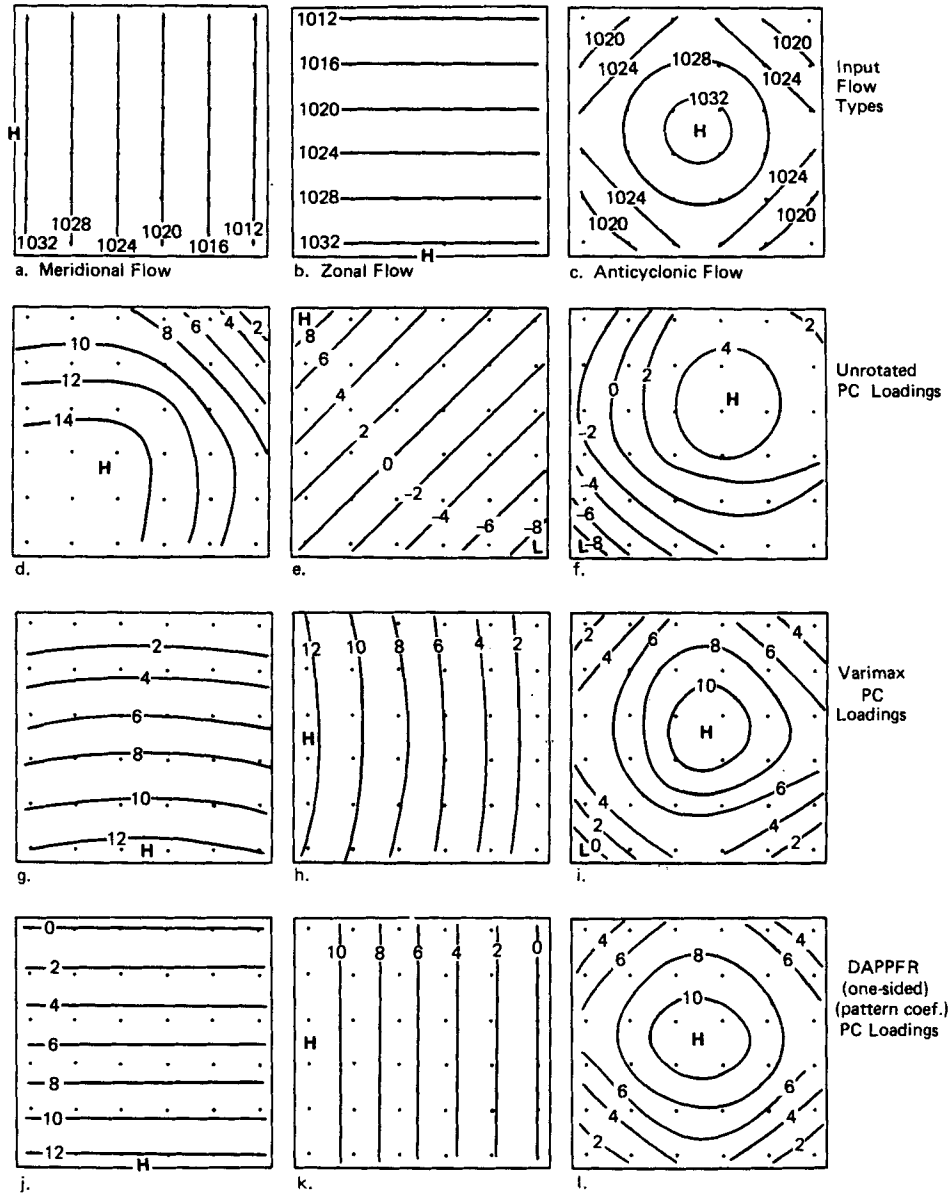 1012
1016
1020
1024
1028
1032
H
1032
1028
1024
1020
1016
1012
H
1020
1020
1024
1028
1024
1032
H
1024
1024
1020
1020
Input
Flow
Types
a. Meridional Flow
b. Zonal Flow
c. Anticyclonic Flow
8
6
4
2
10
12
14
H
H
8
6
4
2
0
-2
-4
-6
-8
L
2
4
0
2
H
-2
-4
-6
L-8
Unrotated
PC Loadings
d.
e.
f.
2
4
6
8
10
12
H
12
10
8
6
4
2
H
2
4
6
8
6
4
10
H
6
4
2
4
2
L0
Varimax
PC
Loadings
g.
h.
i.
0
2
4
6
8
10
12
H
10
8
6
4
2
0
H
4
6
8
6
4
10
H
6
4
2
6
4
2
DAPPFR
(one-sided)
(pattern coef.)
PC Loadings
j.
k.
l.